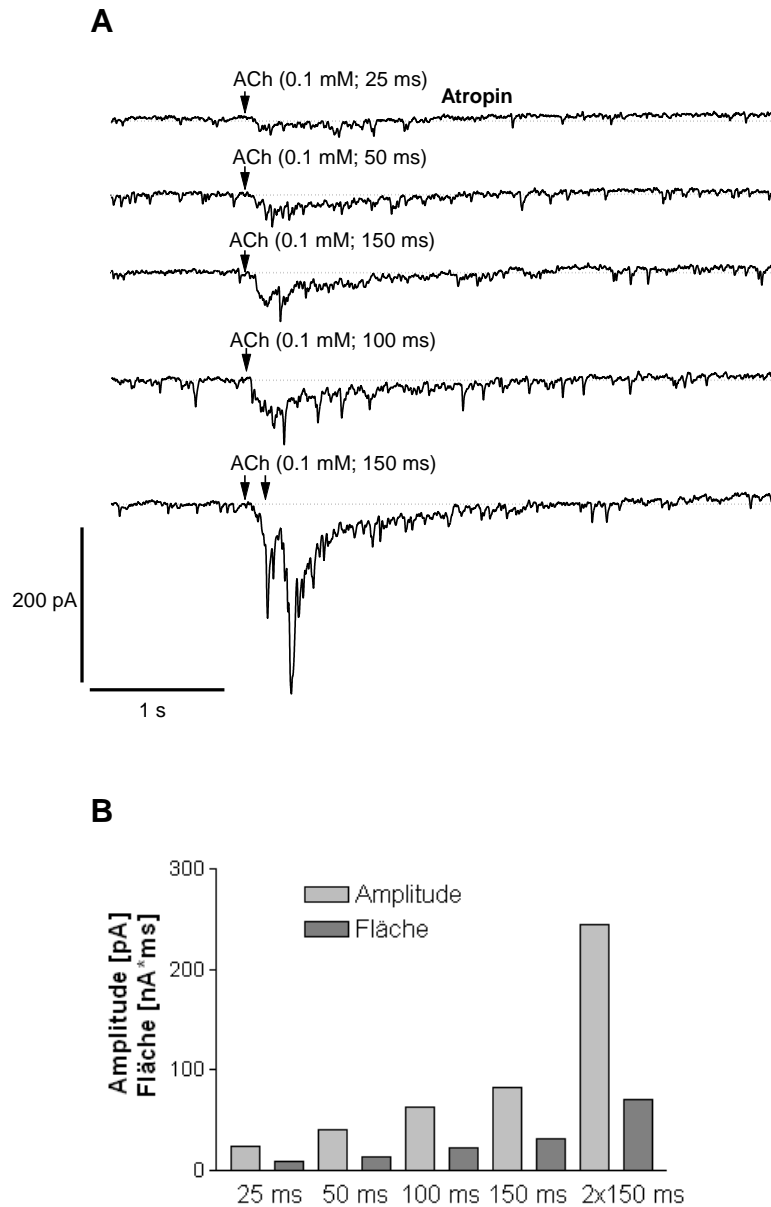 A
ACh (0.1 mM; 25 ms)
Atropin
ACh (0.1 mM; 50 ms)
ACh (0.1 mM; 150 ms)
ACh (0.1 mM; 100 ms)
ACh (0.1 mM; 150 ms)
200 pA
1 s
B
Amplitude [pA]
Fläche [nA*ms]
300
200
100
0
Amplitude
Fläche
25 ms 50 ms 100 ms 150 ms 2x150 ms